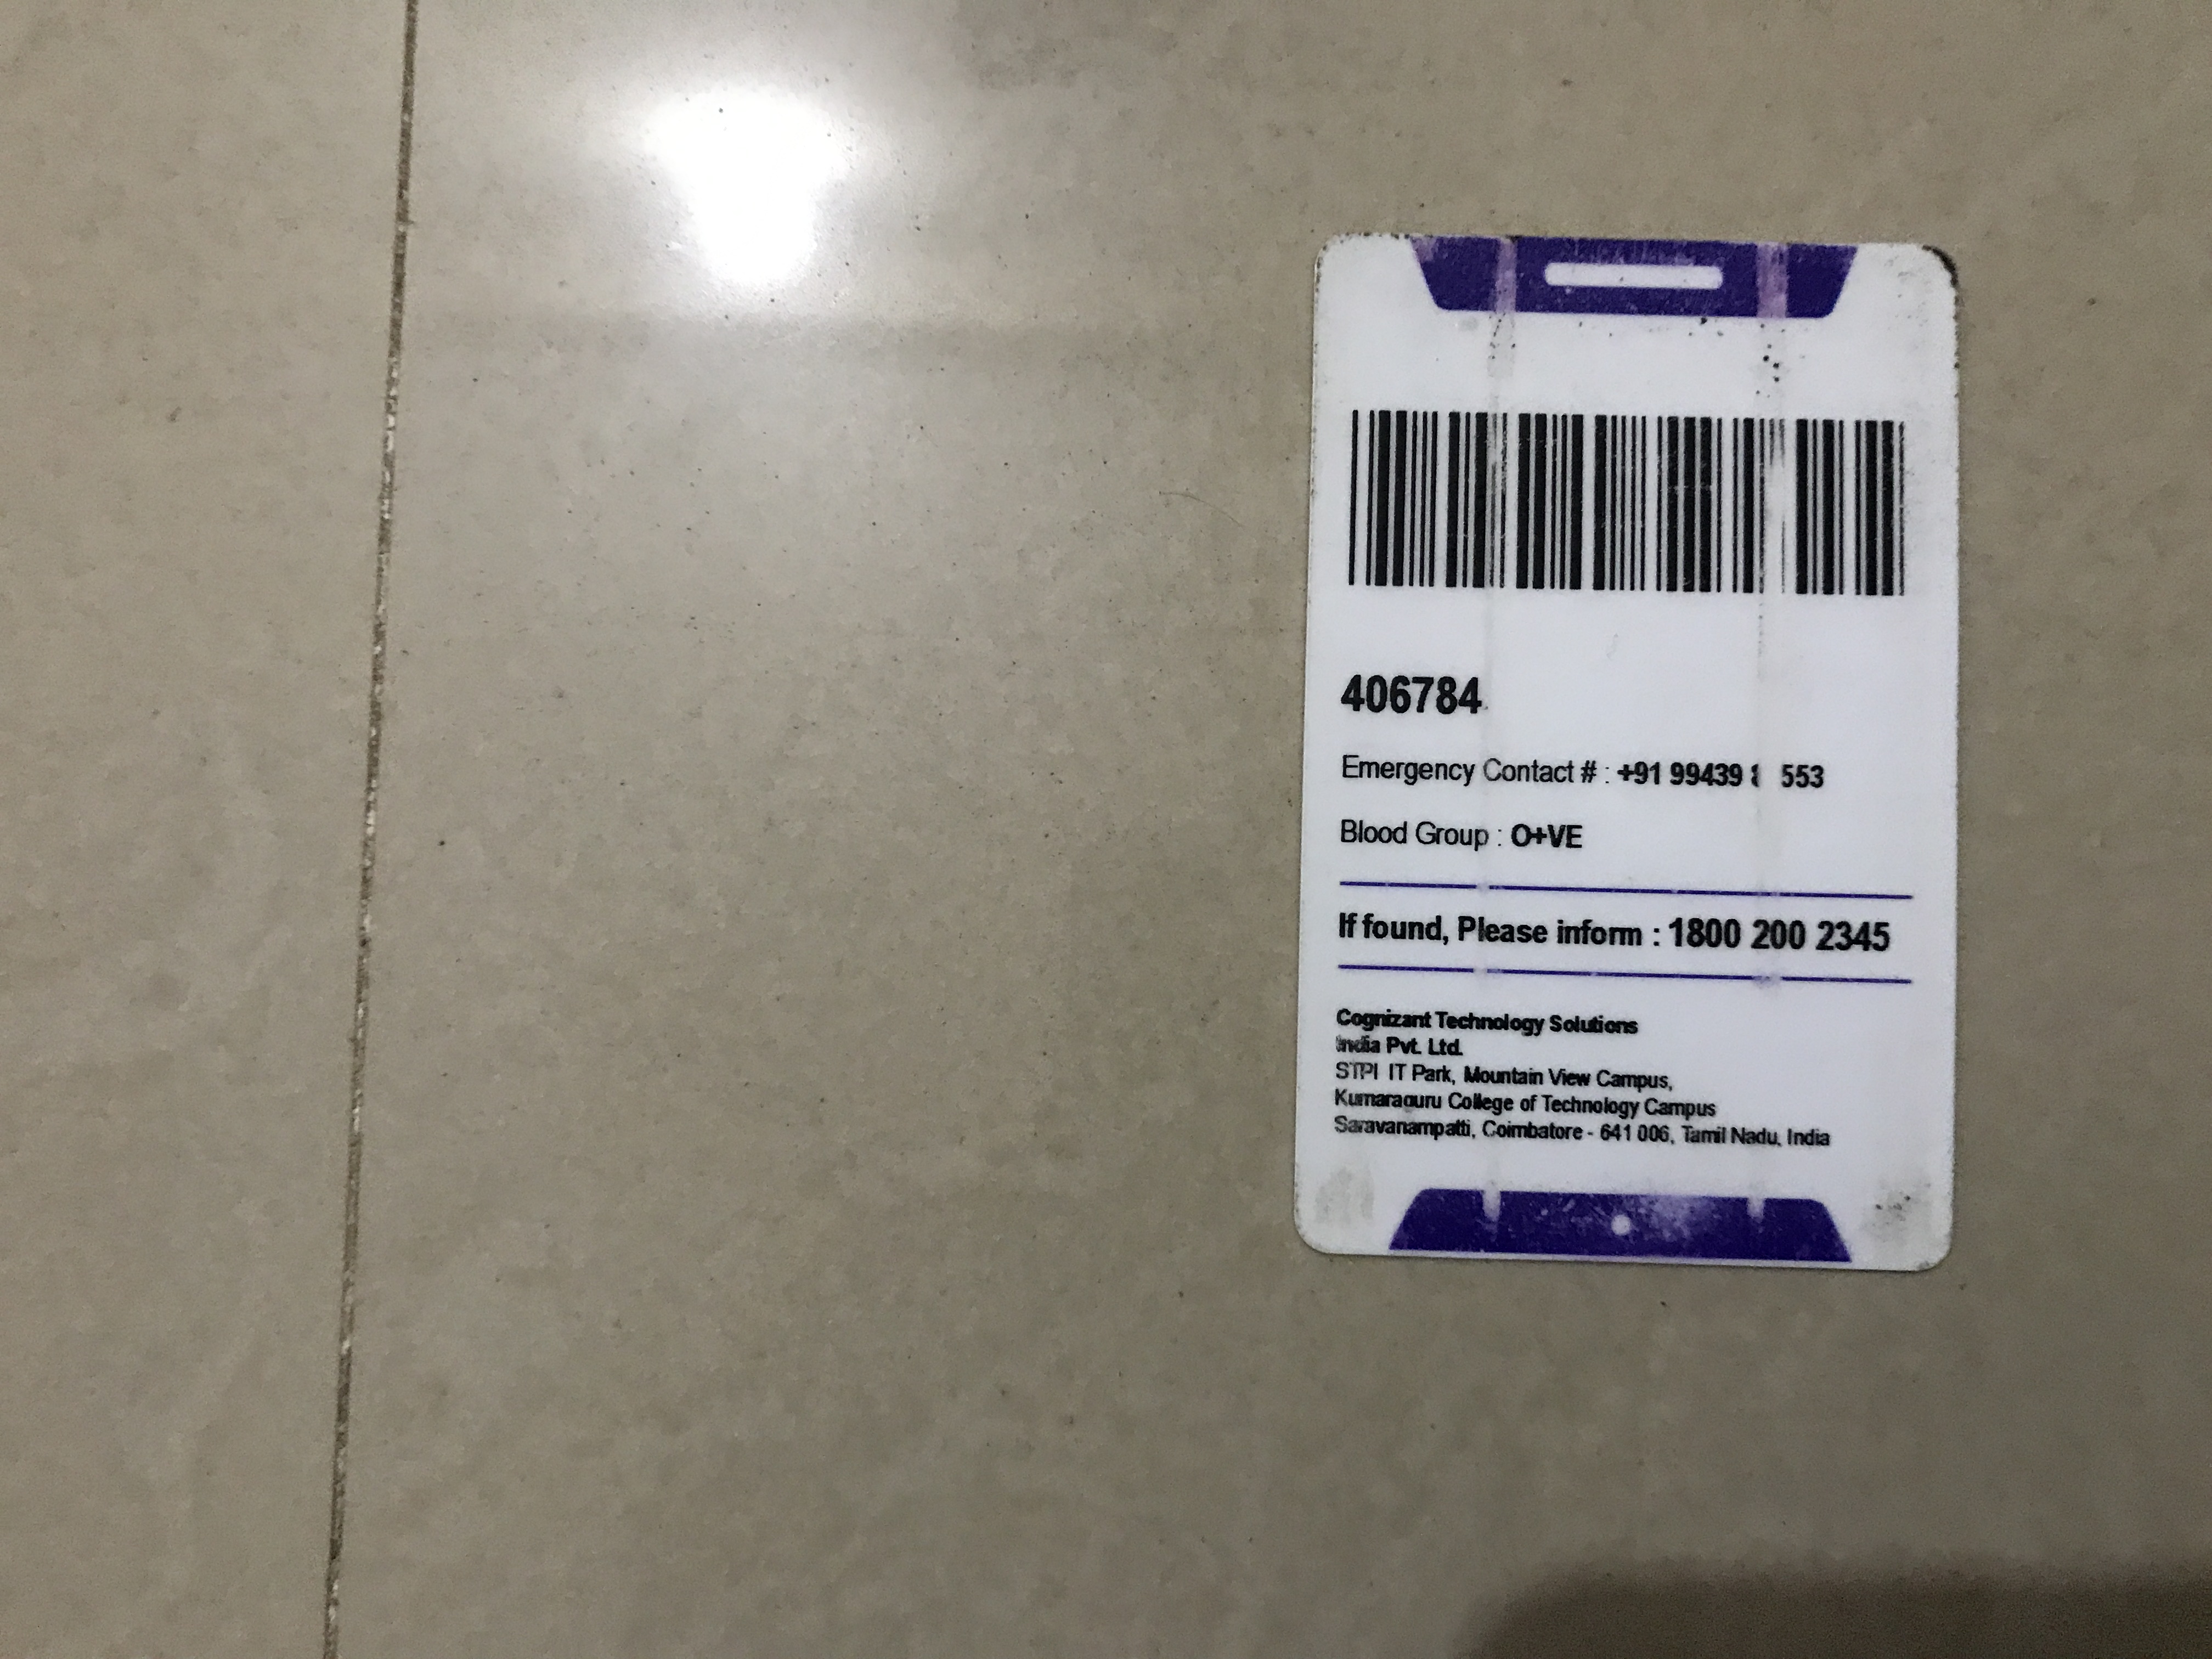 406784
Emergency Contact # : +91 99439 553
Blood Group : O+VE
If found, Please inform : 1800 200 2345
Cognizant Technology Solutions
India Pvt. Ltd.
STPI IT Park, Mountain View Campus,
Kumaraguru College of Technology Campus
Saravanampatti, Coimbatore - 641 006, Tamil Nadu, India